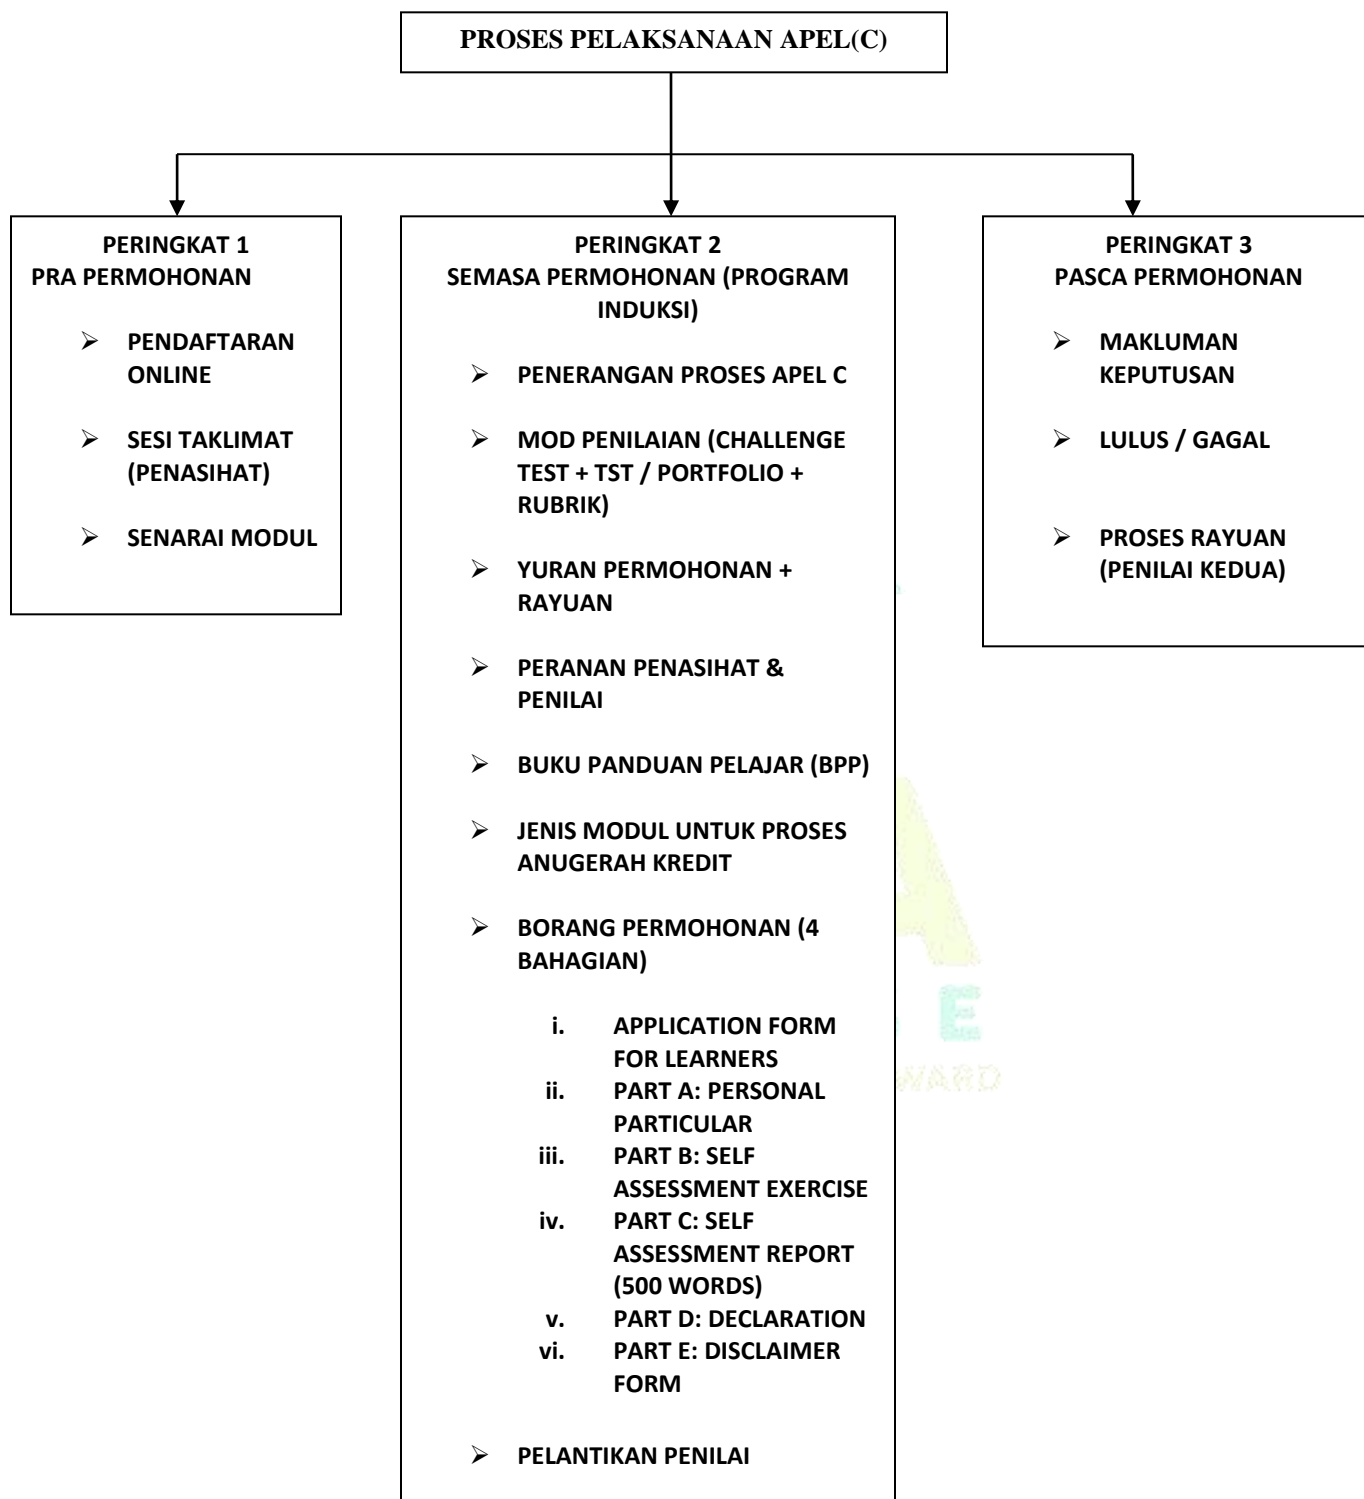 PROSES PELAKSANAAN APEL(C)
PERINGKAT 1
PRA PERMOHONAN
➢ PENDAFTARAN
ONLINE
➢ SESI TAKLIMAT
(PENASIHAT)
➢ SENARAI MODUL
PERINGKAT 2
SEMASA PERMOHONAN (PROGRAM
INDUKSI)
➢ PENERANGAN PROSES APEL C
➢ MOD PENILAIAN (CHALLENGE
TEST + TST / PORTFOLIO +
RUBRIK)
➢ YURAN PERMOHONAN +
RAYUAN
➢ PERANAN PENASIHAT &
PENILAI
➢ BUKU PANDUAN PELAJAR (BPP)
➢ JENIS MODUL UNTUK PROSES
ANUGERAH KREDIT
➢ BORANG PERMOHONAN (4
BAHAGIAN)
i. APPLICATION FORM
FOR LEARNERS
ii. PART A: PERSONAL
PARTICULAR
iii. PART B: SELF
ASSESSMENT EXERCISE
iv. PART C: SELF
ASSESSMENT REPORT
(500 WORDS)
v. PART D: DECLARATION
vi. PART E: DISCLAIMER
FORM
➢ PELANTIKAN PENILAI
PERINGKAT 3
PASCA PERMOHONAN
➢ MAKLUMAN
KEPUTUSAN
➢ LULUS / GAGAL
➢ PROSES RAYUAN
(PENILAI KEDUA)